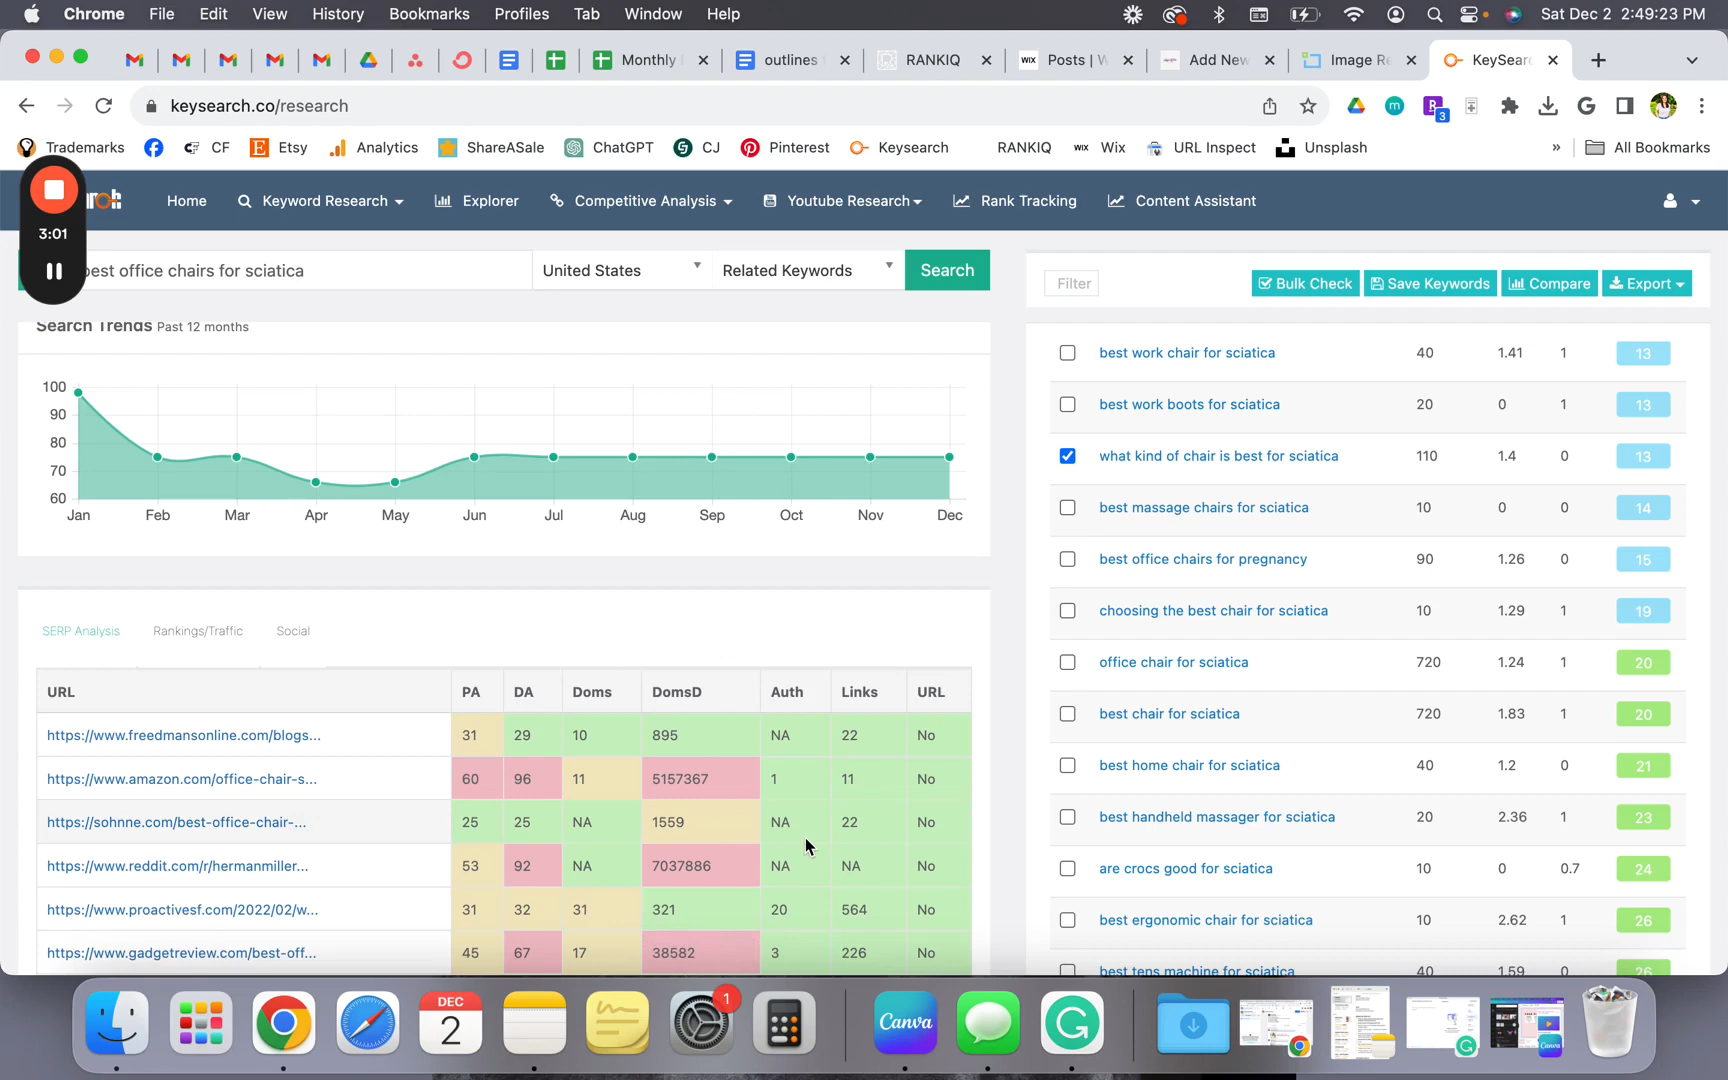 Chrome File Edit View History Bookmarks Profiles Tab Window Help Sat Dec 2 2:49:23 PM
Monthly outlines RANKIQ Posts | W Add New Image Re KeySear
keysearch.co/research 3
Trademarks CF Etsy Analytics ShareASale ChatGPT CJ Pinterest Keysearch RANKIQ Wix URL Inspect Unsplash » All Bookmarks
Home Keyword Research Explorer Competitive Analysis Youtube Research Rank Tracking Content Assistant
3:01
best office chairs for sciatica United States Related Keywords Search
Filter Bulk Check Save Keywords Compare Export
Search Trends Past 12 months
100
90
80
70
60
Jan Feb Mar Apr May Jun Jul Aug Sep Oct Nov Dec
SERP Analysis Rankings/Traffic Social
URL PA DA Doms DomsD Auth Links URL
https://www.freedmansonline.com/blogs... 31 29 10 895 NA 22 No
https://www.amazon.com/office-chair-s... 60 96 11 5157367 1 11 No
https://sohnne.com/best-office-chair-... 25 25 NA 1559 NA 22 No
https://www.reddit.com/r/hermanmiller... 53 92 NA 7037886 NA NA No
https://www.proactivesf.com/2022/02/w... 31 32 31 321 20 564 No
https://www.gadgetreview.com/best-off... 45 67 17 38582 3 226 No
best work chair for sciatica 40 1.41 1 13
best work boots for sciatica 20 0 1 13
what kind of chair is best for sciatica 110 1.4 0 13
best massage chairs for sciatica 10 0 0 14
best office chairs for pregnancy 90 1.26 0 15
choosing the best chair for sciatica 10 1.29 1 19
office chair for sciatica 720 1.24 1 20
best chair for sciatica 720 1.83 1 20
best home chair for sciatica 40 1.2 0 21
best handheld massager for sciatica 20 2.36 1 23
are crocs good for sciatica 10 0 0.7 24
best ergonomic chair for sciatica 10 2.62 1 26
best tens machine for sciatica 40 1.59 0 26
DEC
2
1
Canva